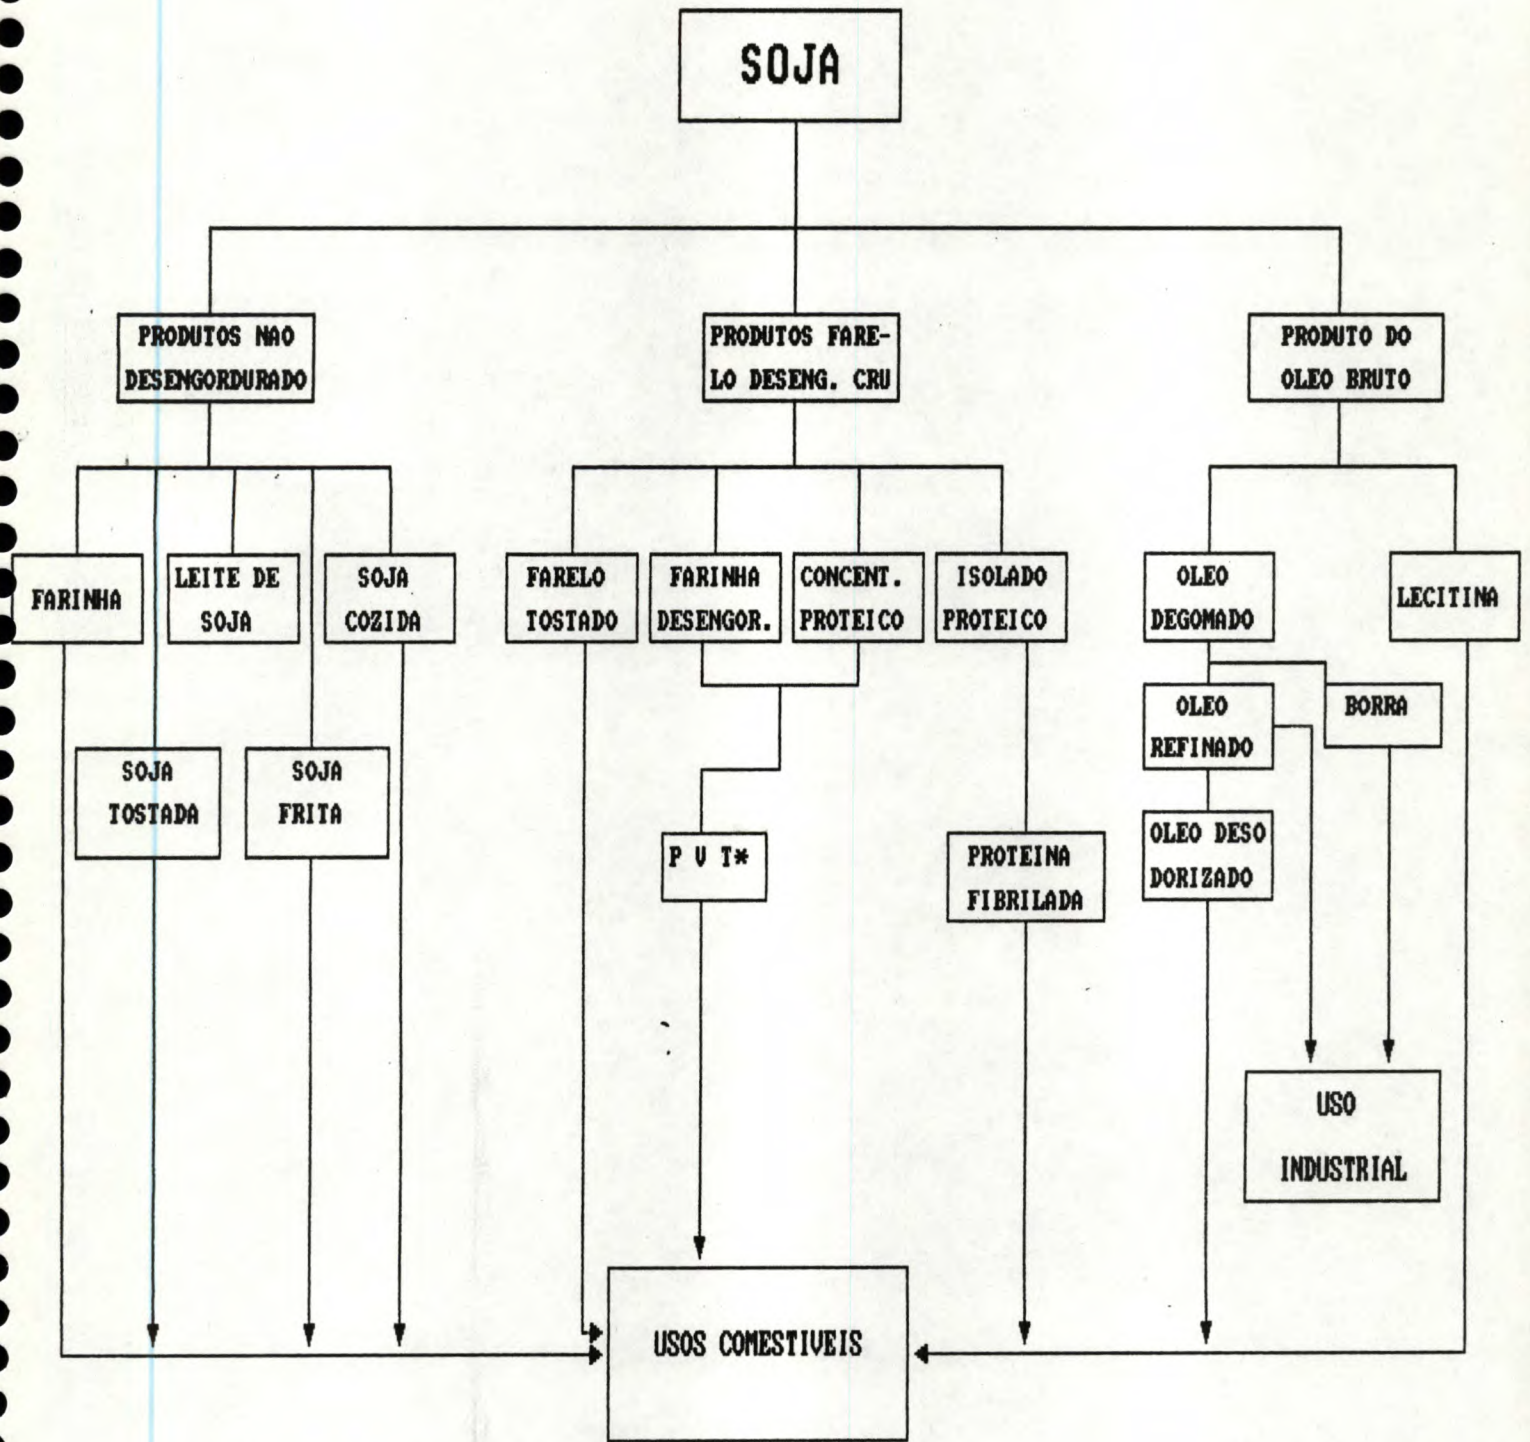 SOJA
PRODUTOS NAO
DESENGORDURADO
PRODUTOS FARE-
LO DESENG. CRU
PRODUTO DO
OLEO BRUTO
FARINHA
LEITE DE
SOJA
SOJA
COZIDA
FARELO
TOSTADO
FARINHA
DESENGOR.
CONCENT.
PROTEICO
ISOLADO
PROTEICO
OLEO
DEGOMADO
LECITINA
OLEO
REFINADO
BORRA
SOJA
TOSTADA
SOJA
FRITA
P V T*
PROTEINA
FIBRILADA
OLEO DESO
DORIZADO
USO
INDUSTRIAL
USOS COMESTIVEIS